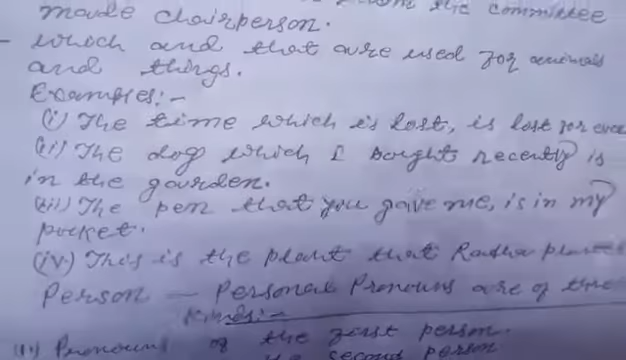 the committee
made chairperson.
which and that are used for animals
and things.
Examples:-
(i) The time which is lost, is lost for ever
(ii) The dog which I bought recently is
in the garden.
(iii) The pen that you gave me, is in my
pocket.
(iv) This is the plant that Radha
Person — Personal Pronouns are of
kinds:-
(i) Pronouns of the first person.
second person